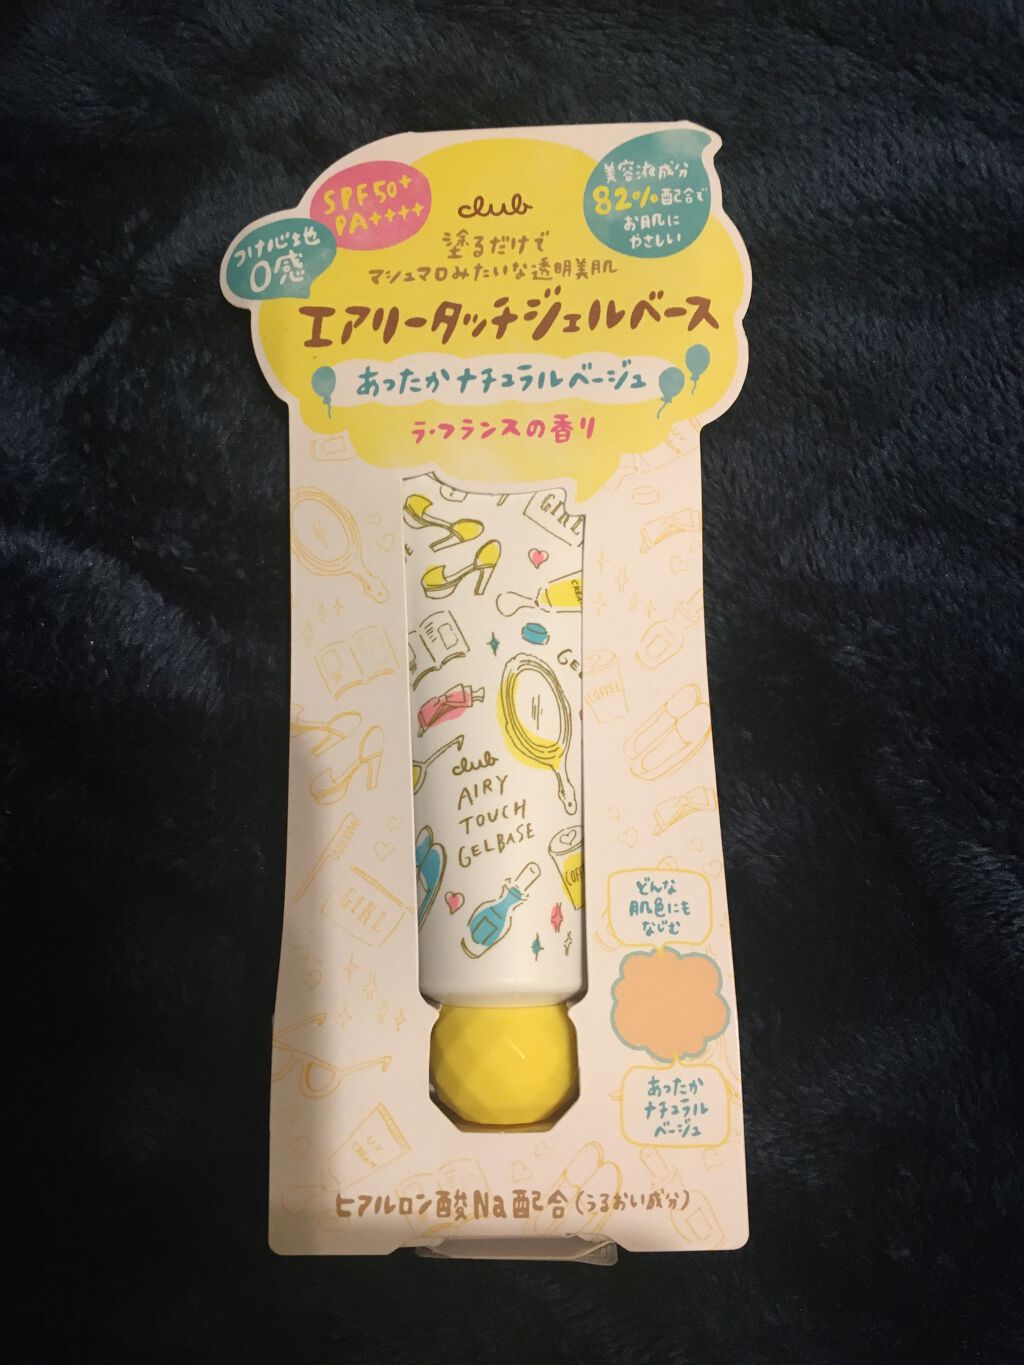 SPF50+
PA++++
つけ心地
0感
club
美容液成分
82%配合で
お肌に
やさしい
塗るだけで
マシュマロみたいな透明美肌
エアリータッチジェルベース
あったかナチュラルベージュ
ラ・フランスの香り
GIRL
CREAM
COFFEE
club
AIRY
TOUCH
GELBASE
GIRL
どんな
肌色にも
なじむ
あったか
ナチュラル
ベージュ
UV
CREAM
ヒアルロン酸Na配合(うるおい成分)